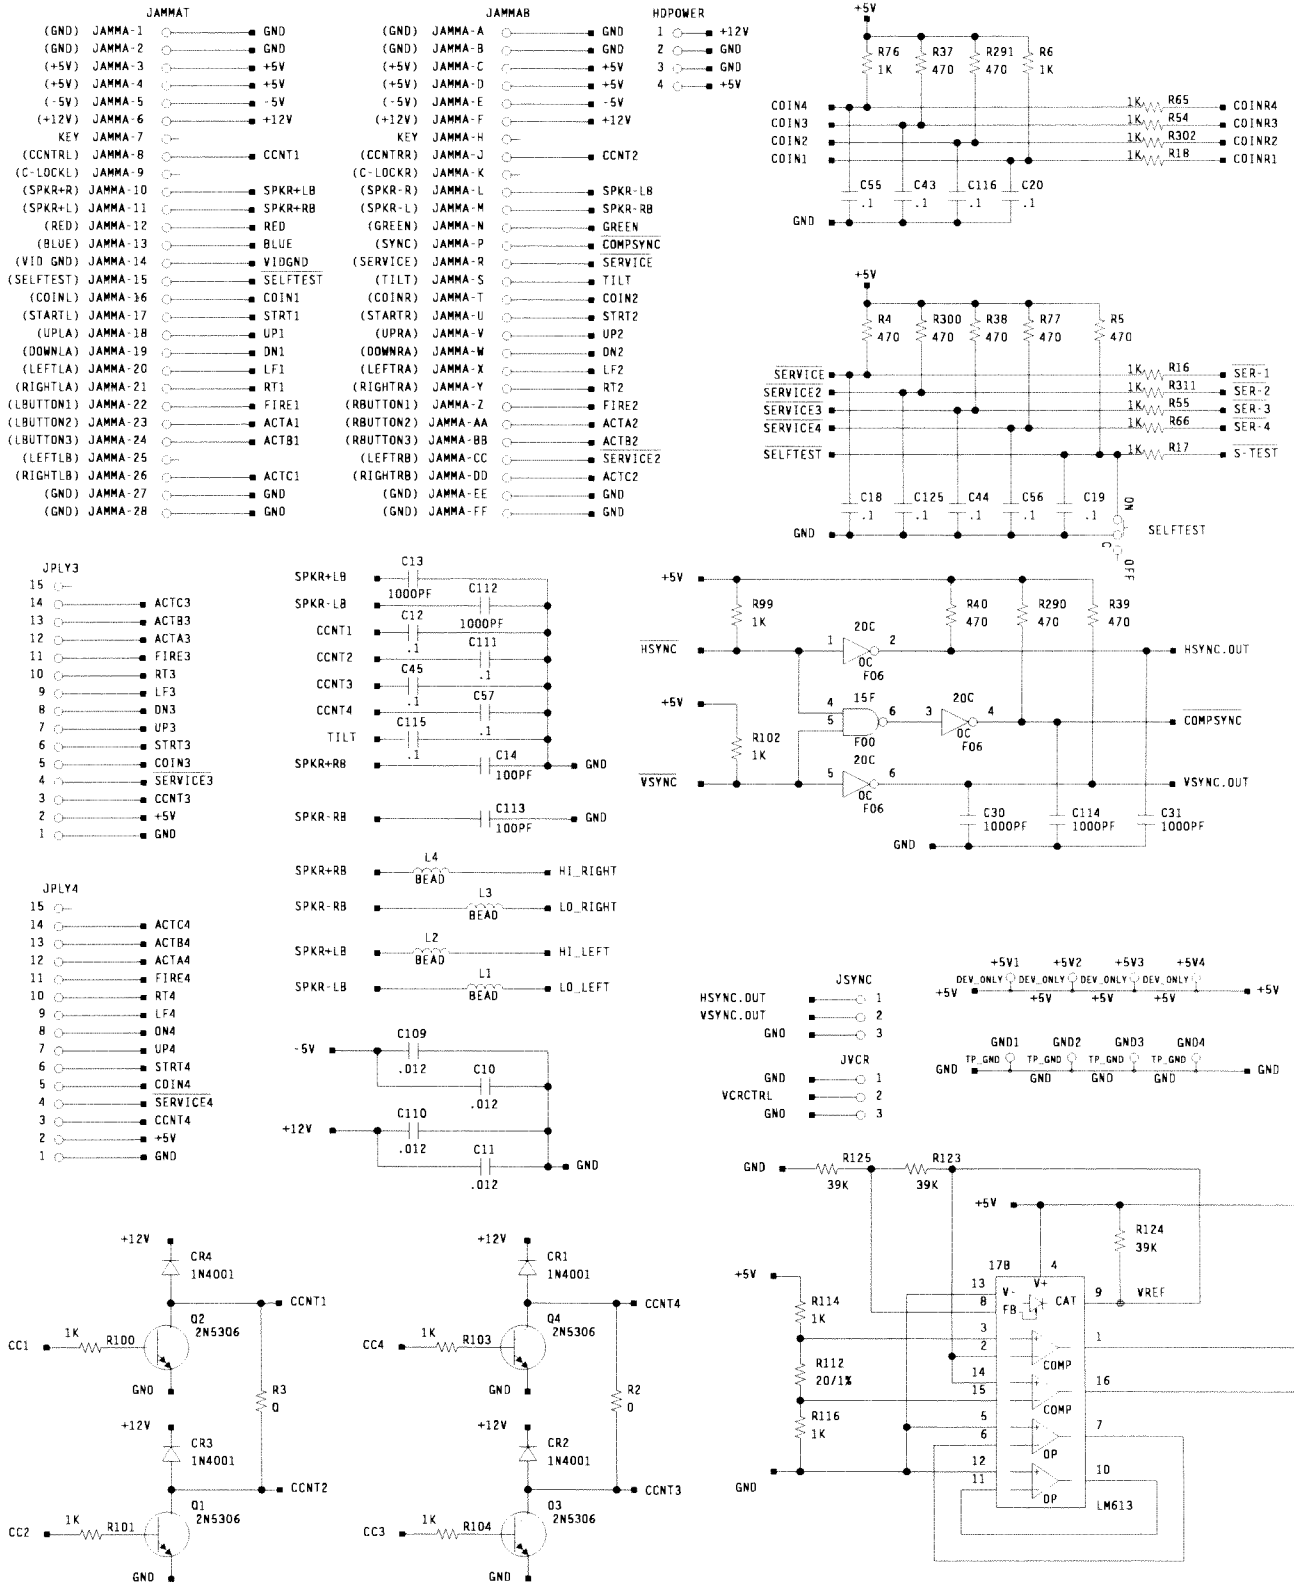 JAMMAT
(GND) JAMMA-1 GND
(GND) JAMMA-2 GND
(+5V) JAMMA-3 +5V
(+5V) JAMMA-4 +5V
(-5V) JAMMA-5 -5V
(+12V) JAMMA-6 +12V
KEY JAMMA-7
(CCNTRL) JAMMA-8 CCNT1
(C-LOCKL) JAMMA-9
(SPKR+R) JAMMA-10 SPKR+LB
(SPKR+L) JAMMA-11 SPKR+RB
(RED) JAMMA-12 RED
(BLUE) JAMMA-13 BLUE
(VID GND) JAMMA-14 VIDGND
(SELFTEST) JAMMA-15 SELFTEST
(COINL) JAMMA-16 COIN1
(STARTL) JAMMA-17 STRT1
(UPLA) JAMMA-18 UP1
(DOWNLA) JAMMA-19 DN1
(LEFTLA) JAMMA-20 LF1
(RIGHTLA) JAMMA-21 RT1
(LBUTTON1) JAMMA-22 FIRE1
(LBUTTON2) JAMMA-23 ACTA1
(LBUTTON3) JAMMA-24 ACTB1
(LEFTLB) JAMMA-25
(RIGHTLB) JAMMA-26 ACTC1
(GND) JAMMA-27 GND
(GND) JAMMA-28 GND
JAMMAB
(GND) JAMMA-A GND
(GND) JAMMA-B GND
(+5V) JAMMA-C +5V
(+5V) JAMMA-D +5V
(-5V) JAMMA-E -5V
(+12V) JAMMA-F +12V
KEY JAMMA-H
(CCNTRR) JAMMA-J CCNT2
(C-LOCKR) JAMMA-K
(SPKR-R) JAMMA-L SPKR-LB
(SPKR-L) JAMMA-M SPKR-RB
(GREEN) JAMMA-N GREEN
(SYNC) JAMMA-P COMPSYNC
(SERVICE) JAMMA-R SERVICE
(TILT) JAMMA-S TILT
(COINR) JAMMA-T COIN2
(STARTR) JAMMA-U STRT2
(UPRA) JAMMA-V UP2
(DOWNRA) JAMMA-W DN2
(LEFTRA) JAMMA-X LF2
(RIGHTRA) JAMMA-Y RT2
(RBUTTON1) JAMMA-Z FIRE2
(RBUTTON2) JAMMA-AA ACTA2
(RBUTTON3) JAMMA-BB ACTB2
(LEFTRB) JAMMA-CC SERVICE2
(RIGHTRB) JAMMA-DD ACTC2
(GND) JAMMA-EE GND
(GND) JAMMA-FF GND
HDPOWER
1 +12V
2 GND
3 GND
4 +5V
+5V
R76 R37 R291 R6
1K 470 470 1K
COIN4 1K R65 COINR4
COIN3 1K R54 COINR3
COIN2 1K R302 COINR2
COIN1 1K R18 COINR1
C55 C43 C116 C20
.1 .1 .1 .1
GND
+5V
R4 R300 R38 R77 R5
470 470 470 470 470
SERVICE 1K R16 SER-1
SERVICE2 1K R311 SER-2
SERVICE3 1K R55 SER-3
SERVICE4 1K R66 SER-4
SELFTEST 1K R17 S-TEST
C18 C125 C44 C56 C19
.1 .1 .1 .1 .1
GND
ON C OFF
SELFTEST
JPLY3
15
14 ACTC3
13 ACTB3
12 ACTA3
11 FIRE3
10 RT3
9 LF3
8 DN3
7 UP3
6 STRT3
5 COIN3
4 SERVICE3
3 CCNT3
2 +5V
1 GND
SPKR+LB C13 1000PF
SPKR-LB C112 1000PF
CCNT1 C12 .1
CCNT2 C111 .1
CCNT3 C45 .1
CCNT4 C57 .1
TILT C115 .1
SPKR+RB C14 100PF GND
SPKR-RB C113 100PF GND
+5V
R99 R40 R290 R39
1K 470 470 470
HSYNC 1 20C 2 HSYNC.OUT
OC
F06
+5V
R102
1K
4 5 15F 6 F00
3 20C 4 COMPSYNC
OC
F06
VSYNC 5 20C 6 VSYNC.OUT
OC
F06
C30 C114 C31
1000PF 1000PF 1000PF
GND
JPLY4
15
14 ACTC4
13 ACTB4
12 ACTA4
11 FIRE4
10 RT4
9 LF4
8 DN4
7 UP4
6 STRT4
5 COIN4
4 SERVICE4
3 CCNT4
2 +5V
1 GND
SPKR+RB L4 BEAD HI_RIGHT
SPKR-RB L3 BEAD LO_RIGHT
SPKR+LB L2 BEAD HI_LEFT
SPKR-LB L1 BEAD LO_LEFT
-5V C109 .012
C10 .012
+12V C110 .012
C11 .012 GND
JSYNC
HSYNC.OUT 1
VSYNC.OUT 2
GND 3
JVCR
GND 1
VCRCTRL 2
GND 3
+5V1 +5V2 +5V3 +5V4
DEV_ONLY DEV_ONLY DEV_ONLY DEV_ONLY
+5V +5V +5V +5V +5V
GND1 GND2 GND3 GND4
TP_GND TP_GND TP_GND TP_GND
GND GND GND GND GND
+12V
CR4
1N4001
CCNT1
Q2
2N5306
CC1 1K R100
GND
R3
0
+12V
CR3
1N4001
CCNT2
Q1
2N5306
CC2 1K R101
GND
+12V
CR1
1N4001
CCNT4
Q4
2N5306
CC4 1K R103
GND
R2
0
+12V
CR2
1N4001
CCNT3
Q3
2N5306
CC3 1K R104
GND
GND R125 R123
39K 39K
+5V
R124
39K
+5V
R114
1K
R112
20/1%
R116
1K
GND
17B 4
V+
13 V-
8 FB CAT 9 VREF
3 1
2 COMP
14 16
15 COMP
5 7
6 OP
12 10
11 OP
LM613